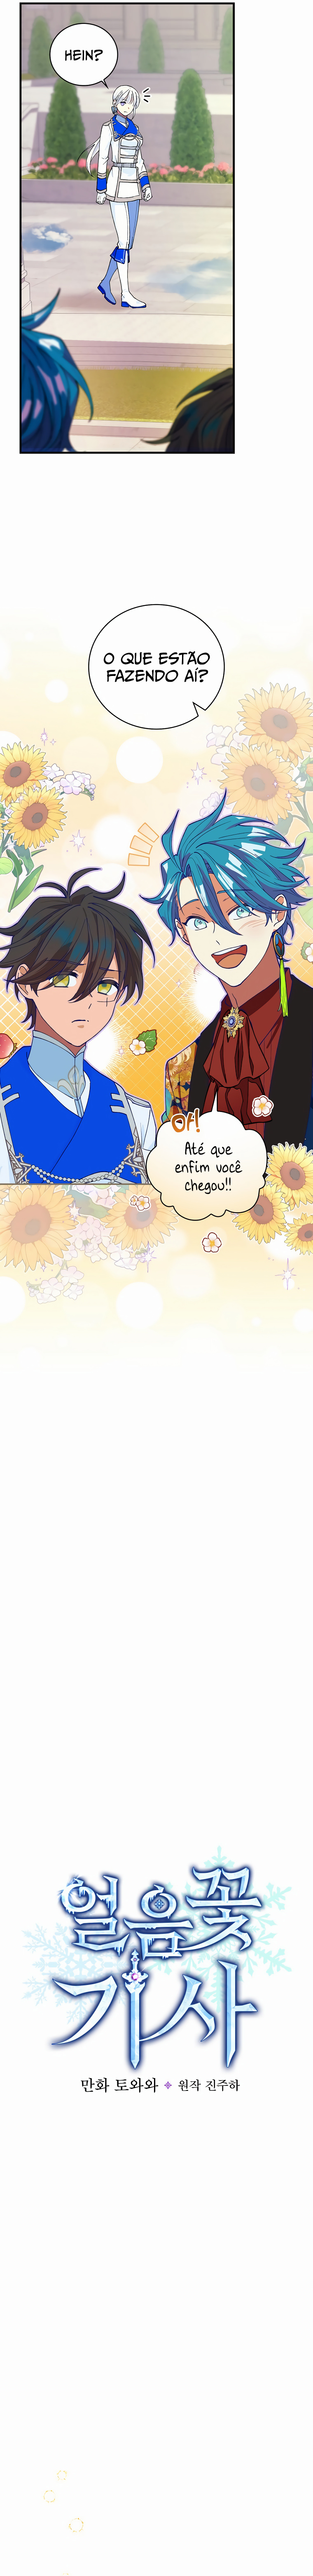 HEIN?
O QUE ESTÃO
FAZENDO AÍ?
OI!
Até que
enfim você
chegou!!
얼음꽃
기사
만화 토와와 원작 진주하